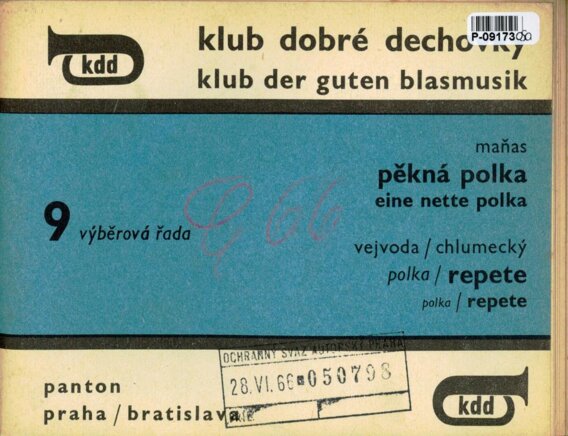 P-09173
kdd
klub dobré dechovky
klub der guten blasmusik
maňas
pěkná polka
eine nette polka
9 výběrová řada
66
vejvoda / chlumecký
polka / repete
polka / repete
OCHRANNÝ SVAZ AUTORSKÝ PRAHA
28.VI.66 050798
panton
praha / bratislava
kdd